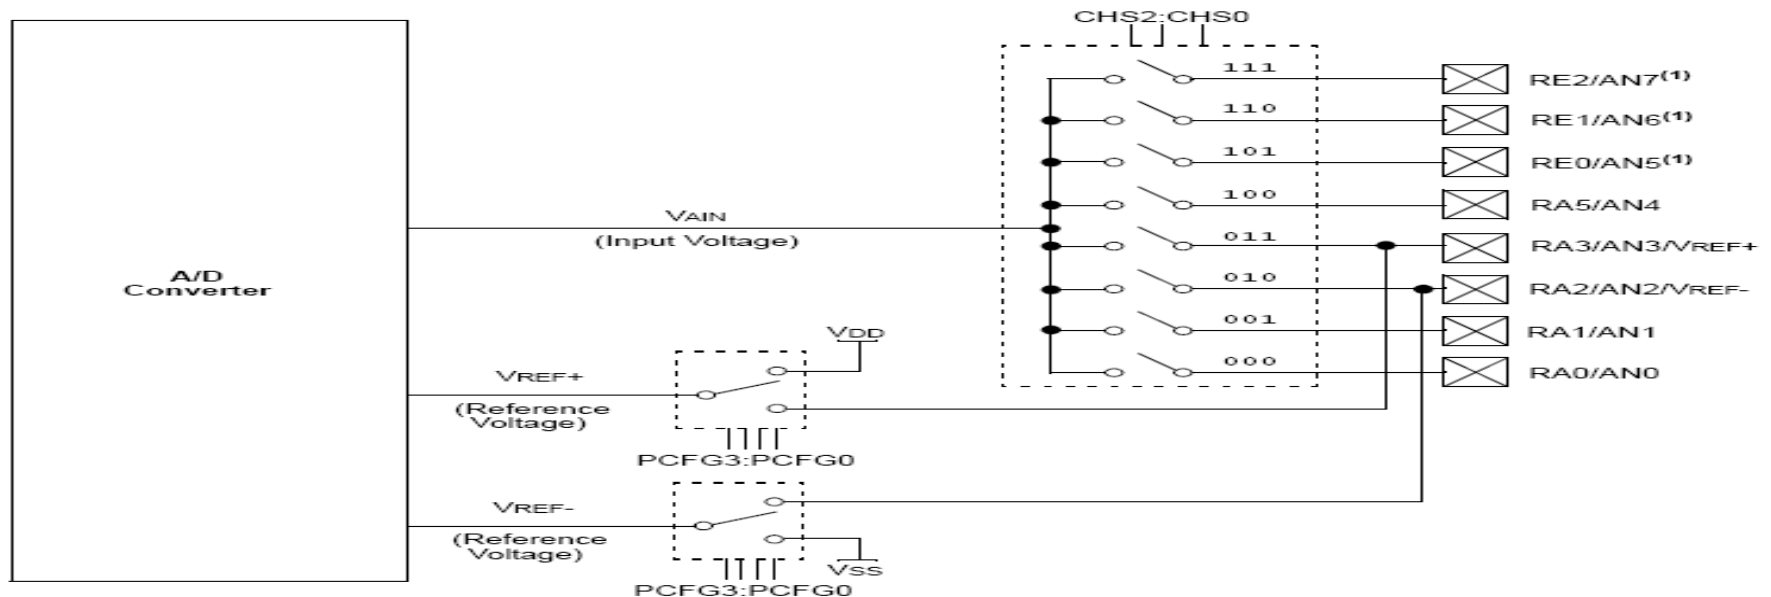 CHS2:CHS0
111
RE2/AN7(1)
110
RE1/AN6(1)
101
RE0/AN5(1)
100
RA5/AN4
VAIN
(Input Voltage)
011
RA3/AN3/VREF+
A/D
Converter
010
RA2/AN2/VREF-
001
RA1/AN1
VDD
000
RA0/AN0
VREF+
(Reference
Voltage)
PCFG3:PCFG0
VREF-
(Reference
Voltage)
VSS
PCFG3:PCFG0